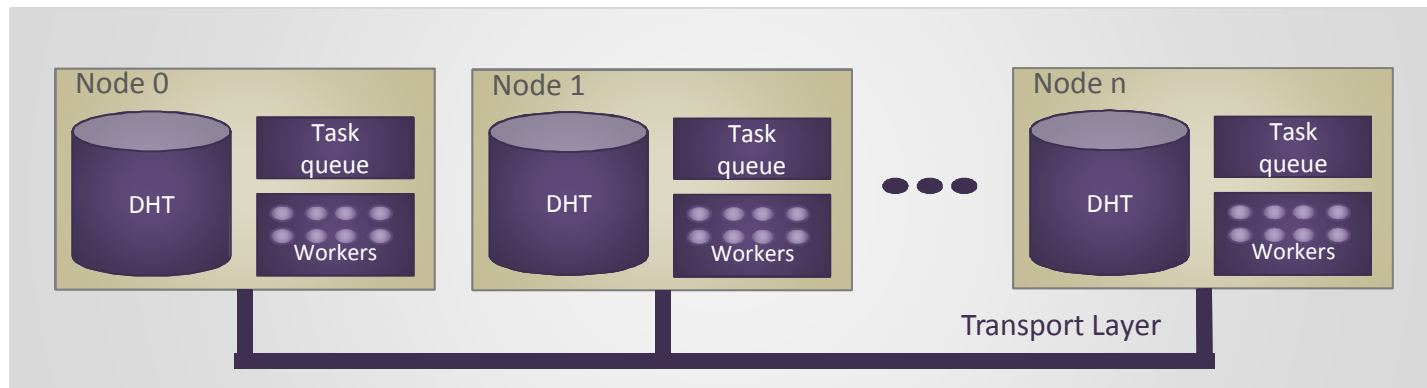 Node 0
Task
queue
DHT
Workers
Node 1
Task
queue
DHT
Workers
Node n
Task
queue
DHT
Workers
Transport Layer